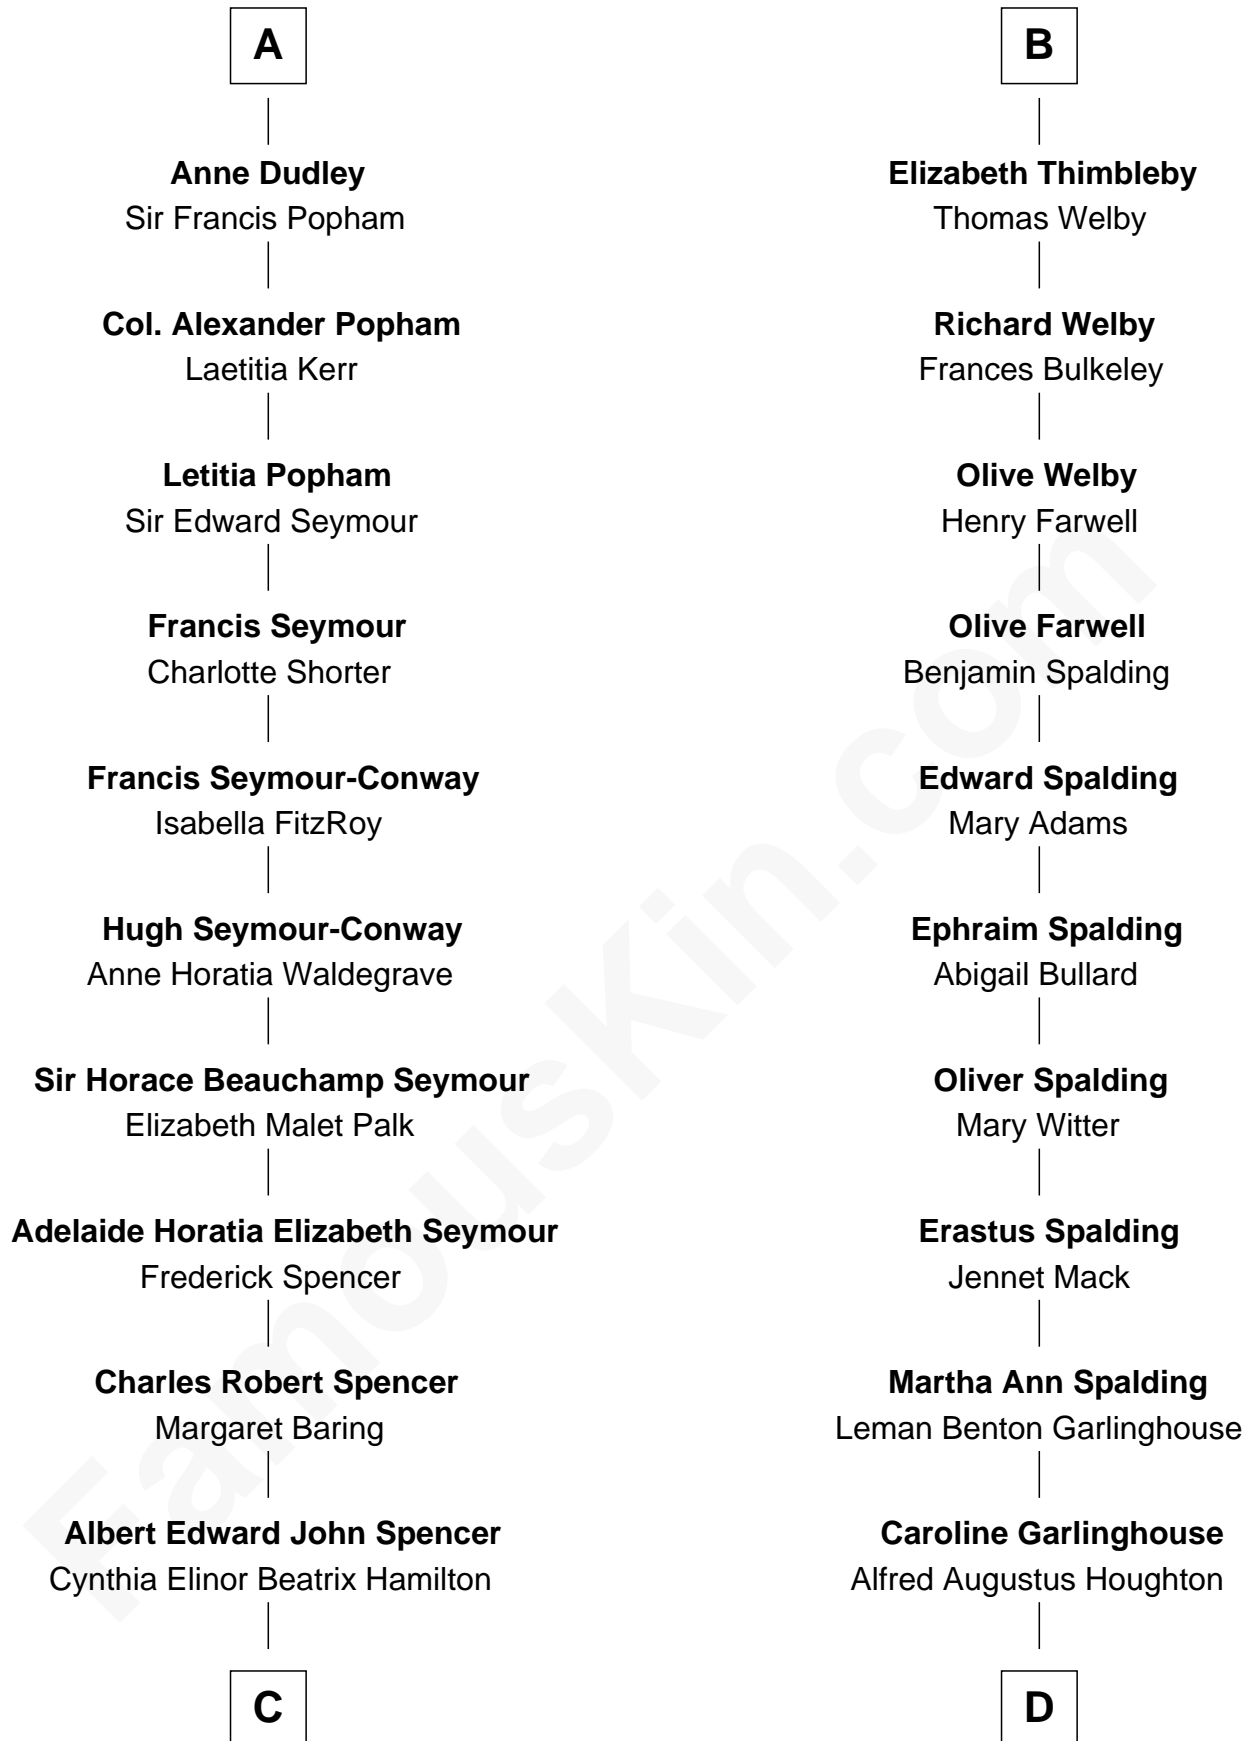 A
Anne Dudley
Sir Francis Popham
Col. Alexander Popham
Laetitia Kerr
Letitia Popham
Sir Edward Seymour
Francis Seymour
Charlotte Shorter
Francis Seymour-Conway
Isabella FitzRoy
Hugh Seymour-Conway
Anne Horatia Waldegrave
Sir Horace Beauchamp Seymour
Elizabeth Malet Palk
Adelaide Horatia Elizabeth Seymour
Frederick Spencer
Charles Robert Spencer
Margaret Baring
Albert Edward John Spencer
Cynthia Elinor Beatrix Hamilton
C
B
Elizabeth Thimbleby
Thomas Welby
Richard Welby
Frances Bulkeley
Olive Welby
Henry Farwell
Olive Farwell
Benjamin Spalding
Edward Spalding
Mary Adams
Ephraim Spalding
Abigail Bullard
Oliver Spalding
Mary Witter
Erastus Spalding
Jennet Mack
Martha Ann Spalding
Leman Benton Garlinghouse
Caroline Garlinghouse
Alfred Augustus Houghton
D
FamousKin.com